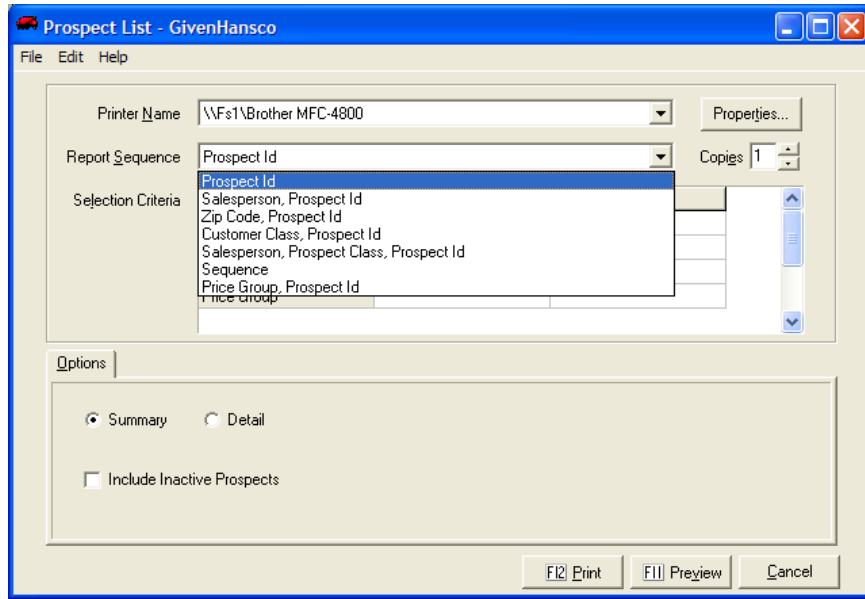 Prospect List - GivenHansco
File Edit Help
Printer Name \\Fs1\Brother MFC-4800 Properties...
Report Sequence Prospect Id Copies 1
Selection Criteria
Prospect Id
Salesperson, Prospect Id
Zip Code, Prospect Id
Customer Class, Prospect Id
Salesperson, Prospect Class, Prospect Id
Sequence
Price Group, Prospect Id
Price Group
Options
Summary Detail
Include Inactive Prospects
F12 Print F11 Preview Cancel